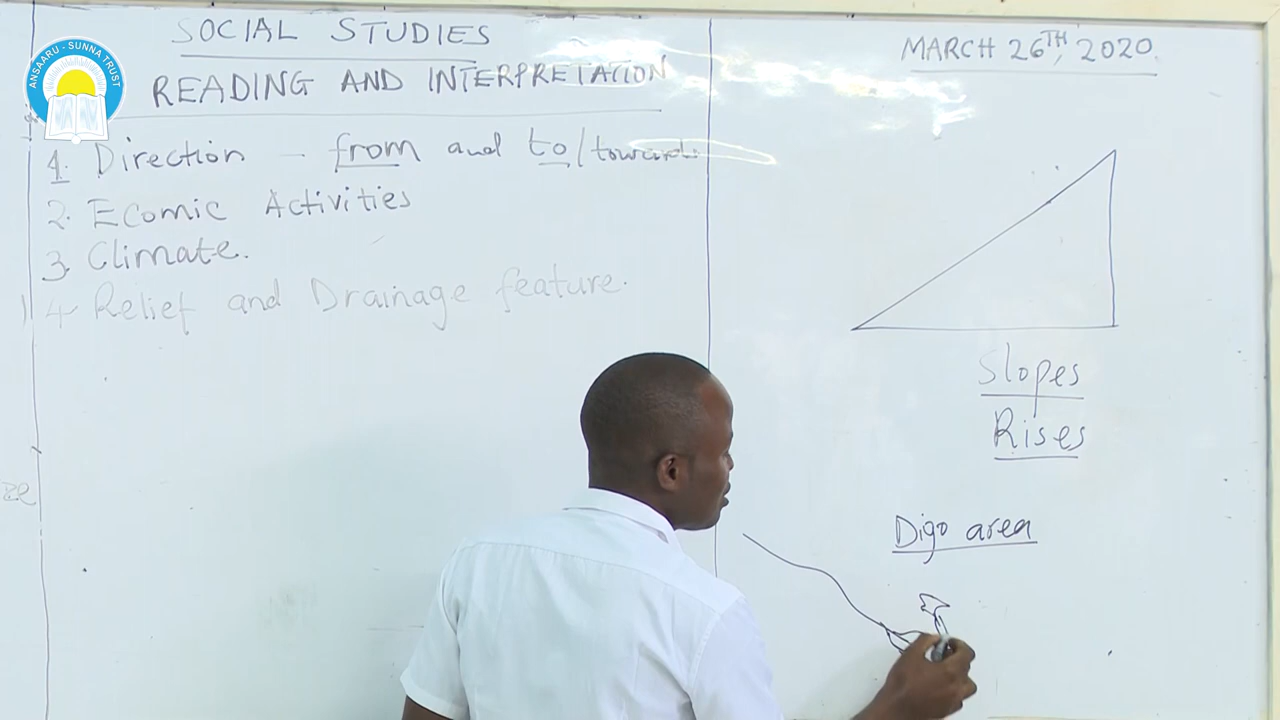 ANSAARU - SUNNA TRUST
SOCIAL STUDIES
READING AND INTERPRETATION
1. Direction - from and to/towards
2. Ecomic Activities
3. Climate.
4. Relief and Drainage feature.
MARCH 26TH, 2020.
Slopes
Rises
Digo area